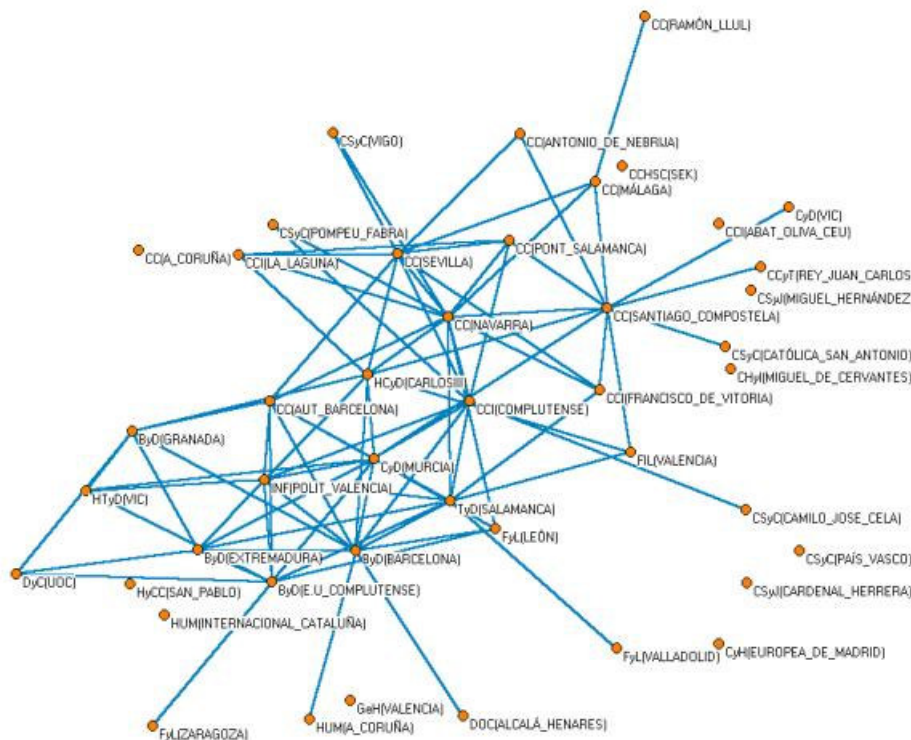 CC(RAMÓN_LLUL)
CSyC(VIGO)
CC(ANTONIO_DE_NEBRIJA)
CCHSC(SEK)
CC(MÁLAGA)
CyD(VIC)
CSyC(POMPEU_FABRA)
CCI(ABAT_OLIVA_CEU)
CC(PONT_SALAMANCA)
CC(A_CORUÑA)
CCI(LA_LAGUNA)
CC(SEVILLA)
CCyT(REY_JUAN_CARLOS
CSyJ(MIGUEL_HERNÁNDEZ
CC(NAVARRA)
CC(SANTIAGO_COMPOSTELA)
CSyC(CATÓLICA_SAN_ANTONIO)
CHyI(MIGUEL_DE_CERVANTES)
HCyD(CARLOSIII)
CCI(FRANCISCO_DE_VITORIA)
CC(AUT_BARCELONA)
CCI(COMPLUTENSE)
ByD(GRANADA)
FIL(VALENCIA)
CyD(MURCIA)
INF(POLIT_VALENCIA)
HTyD(VIC)
TyD(SALAMANCA)
CSyC(CAMILO_JOSE_CELA)
FyL(LEÓN)
ByD(EXTREMADURA)
ByD(BARCELONA)
CSyC(PAÍS_VASCO)
DyC(UOC)
HyCC(SAN_PABLO)
ByD(E.U_COMPLUTENSE)
CSyJ(CARDENAL_HERRERA)
HUM(INTERNACIONAL_CATALUÑA)
FyL(VALLADOLID)
CyH(EUROPEA_DE_MADRID)
GeH(VALENCIA)
FyL(ZARAGOZA)
HUM(A_CORUÑA)
DOC(ALCALÁ_HENARES)